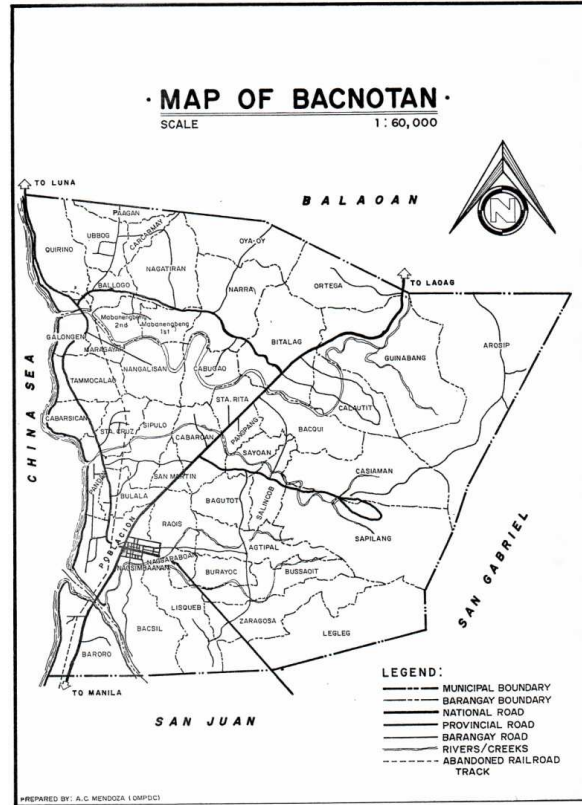 · MAP OF BACNOTAN ·
SCALE 1:60,000
TO LUNA
BALAOAN
N
PAAGAN
UBBOG
CARCARMAY
QUIRINO
OYA-OY
NAGATIRAN
TO LAOAG
BALLOGO
NARRA
ORTEGA
Mabanengbeng 2nd
Mabanengbeng 1st
AROSIP
GALONGEN
BITALAG
MARAGAYAP
GUINABANG
NANGALISAN
CABUGAO
TAMMOCALAO
STA. RITA
CALAUTIT
CABARSICAN
STA. CRUZ
SIPULO
PANGPANG
BACQUI
CABAROAN
SAYOAN
CHINA SEA
CASIAMAN
SAN MARTIN
PANDAN
BULALA
BAGUTOT
SALINCOB
RAOIS
SAPILANG
POBLACION
AGTIPAL
NAGSARABOAN
NAGSIMBAANAN
BURAYOC
BUSSAOIT
SAN GABRIEL
LISQUEB
ZARAGOSA
BACSIL
LEGLEG
BARORO
TO MANILA
SAN JUAN
LEGEND:
MUNICIPAL BOUNDARY
BARANGAY BOUNDARY
NATIONAL ROAD
PROVINCIAL ROAD
BARANGAY ROAD
RIVERS/CREEKS
ABANDONED RAILROAD
TRACK
PREPARED BY: A.C. MENDOZA (OMPDC)